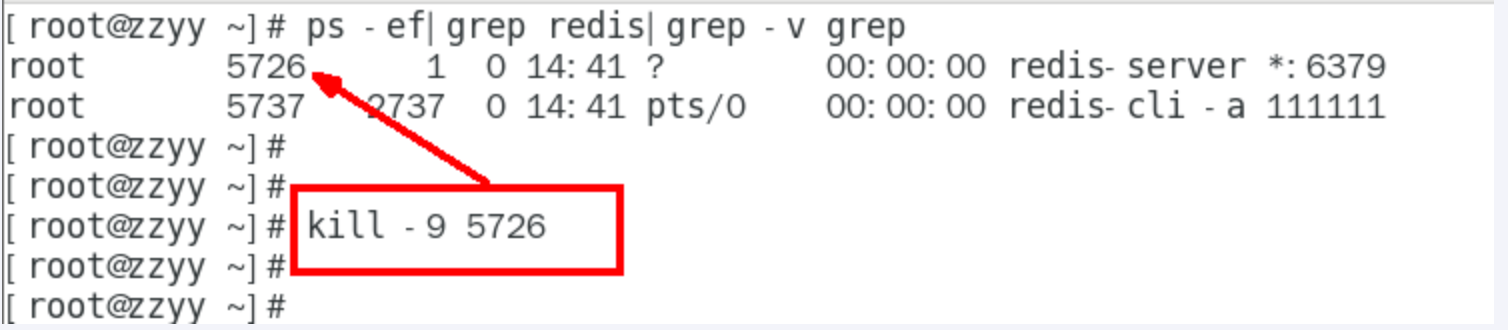 [root@zzyy ~]# ps -ef|grep redis|grep -v grep
root 5726 1 0 14:41 ? 00:00:00 redis-server *:6379
root 5737 2737 0 14:41 pts/0 00:00:00 redis-cli -a 111111
[root@zzyy ~]#
[root@zzyy ~]#
[root@zzyy ~]# kill -9 5726
[root@zzyy ~]#
[root@zzyy ~]#